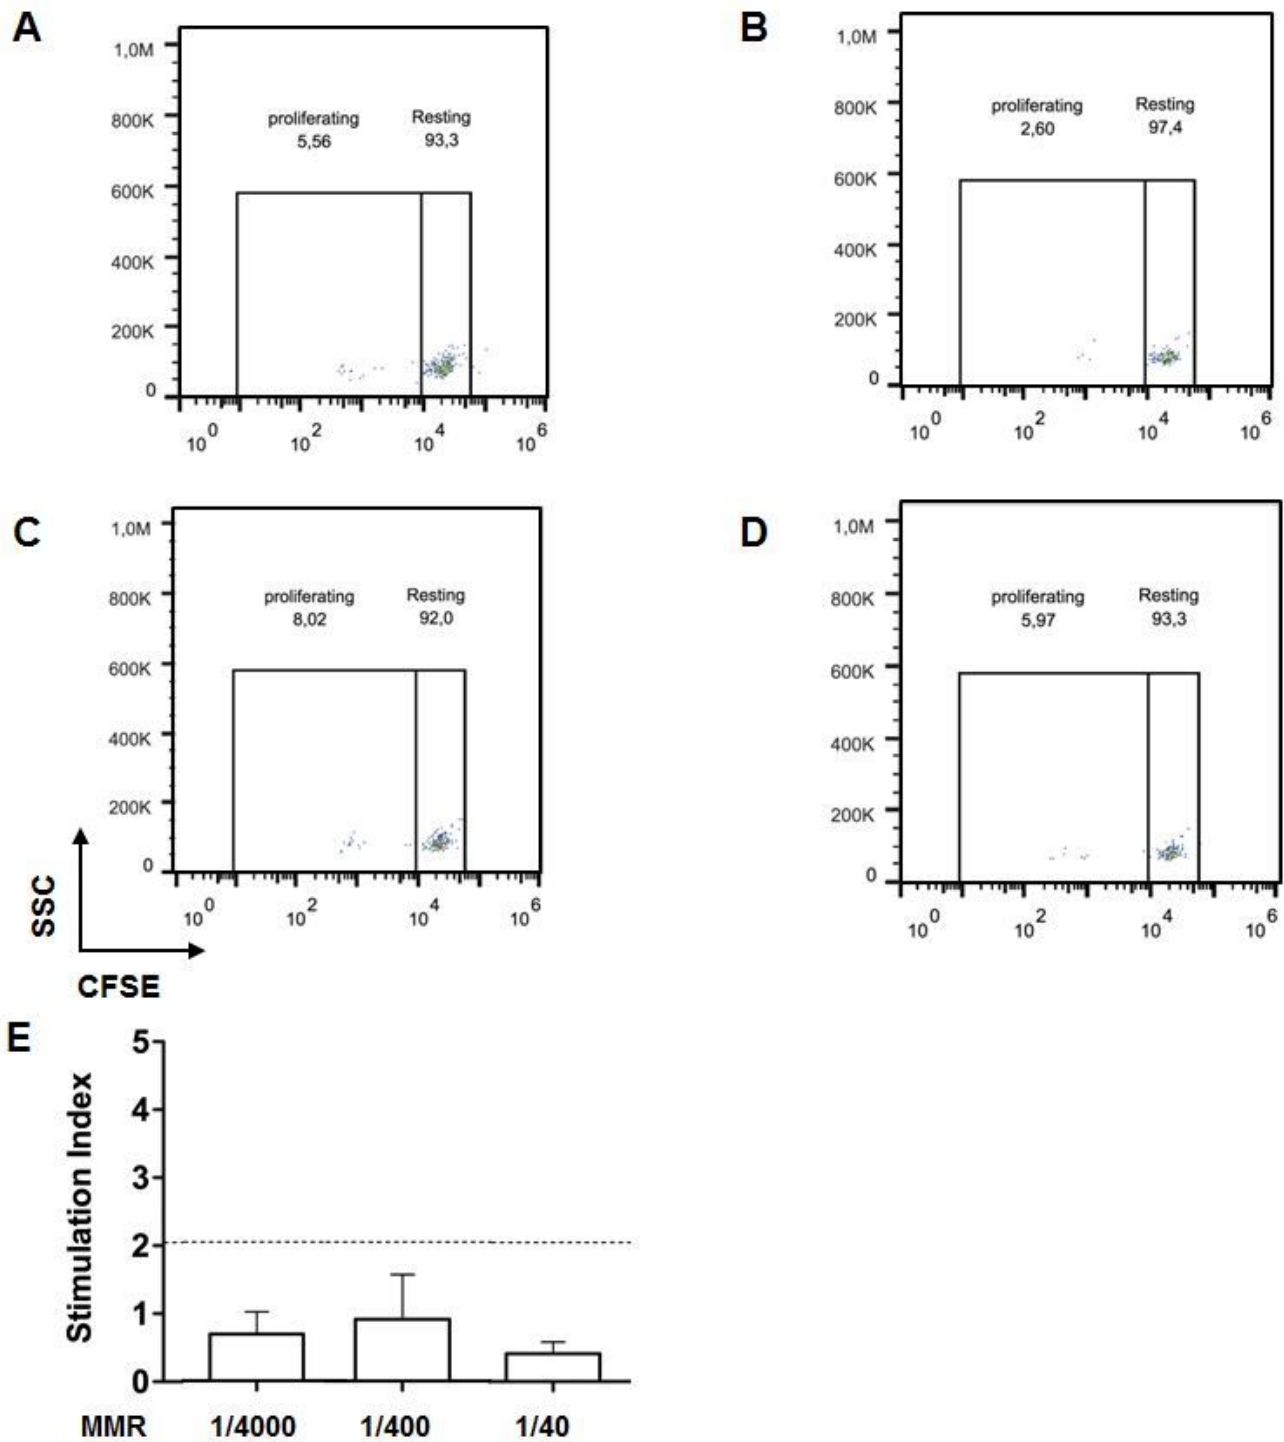 A
1,0M
800K
600K
400K
200K
0
proliferating
5,56
Resting
93,3
10 0
10 2
10 4
10 6
B
1,0M
800K
600K
400K
200K
0
proliferating
2,60
Resting
97,4
10 0
10 2
10 4
10 6
C
1,0M
800K
600K
400K
200K
0
proliferating
8,02
Resting
92,0
10 0
10 2
10 4
10 6
SSC
CFSE
D
1,0M
800K
600K
400K
200K
0
proliferating
5,97
Resting
93,3
10 0
10 2
10 4
10 6
E
Stimulation Index
5
4
3
2
1
0
MMR 1/4000 1/400 1/40